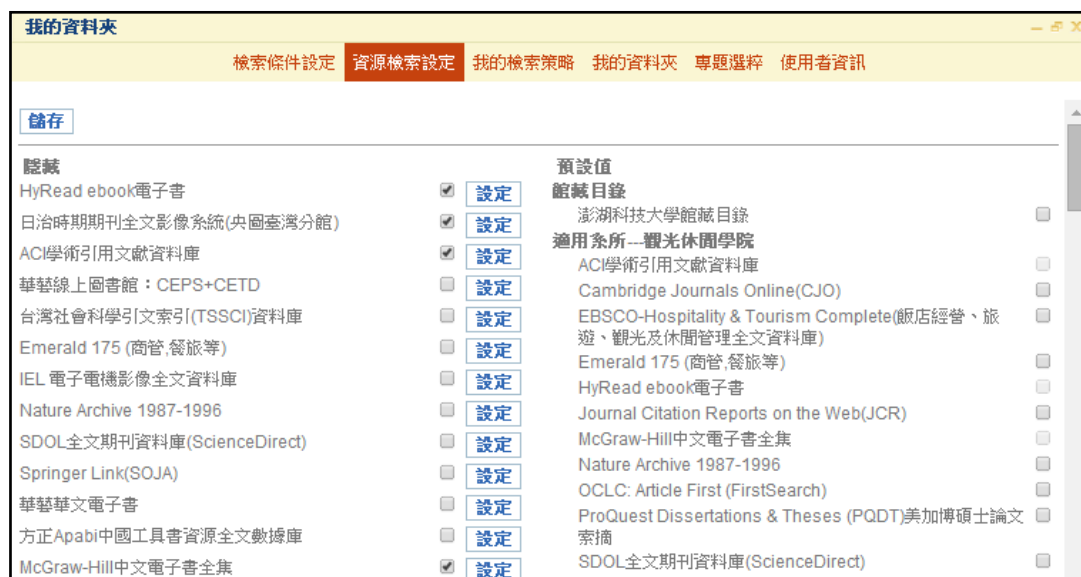 我的資料夾
檢索條件設定 資源檢索設定 我的檢索策略 我的資料夾 專題選粹 使用者資訊
儲存
隱藏
HyRead ebook電子書 設定
日治時期期刊全文影像系統(央圖臺灣分館) 設定
ACI學術引用文獻資料庫 設定
華藝線上圖書館：CEPS+CETD 設定
台灣社會科學引文索引(TSSCI)資料庫 設定
Emerald 175 (商管,餐旅等) 設定
IEL 電子電機影像全文資料庫 設定
Nature Archive 1987-1996 設定
SDOL全文期刊資料庫(ScienceDirect) 設定
Springer Link(SOJA) 設定
華藝華文電子書 設定
方正Apabi中國工具書資源全文數據庫 設定
McGraw-Hill中文電子書全集 設定
預設值
館藏目錄
澎湖科技大學館藏目錄
適用系所---觀光休閒學院
ACI學術引用文獻資料庫
Cambridge Journals Online(CJO)
EBSCO-Hospitality & Tourism Complete(飯店經營、旅
遊、觀光及休閒管理全文資料庫)
Emerald 175 (商管,餐旅等)
HyRead ebook電子書
Journal Citation Reports on the Web(JCR)
McGraw-Hill中文電子書全集
Nature Archive 1987-1996
OCLC: Article First (FirstSearch)
ProQuest Dissertations & Theses (PQDT)美加博碩士論文
索摘
SDOL全文期刊資料庫(ScienceDirect)